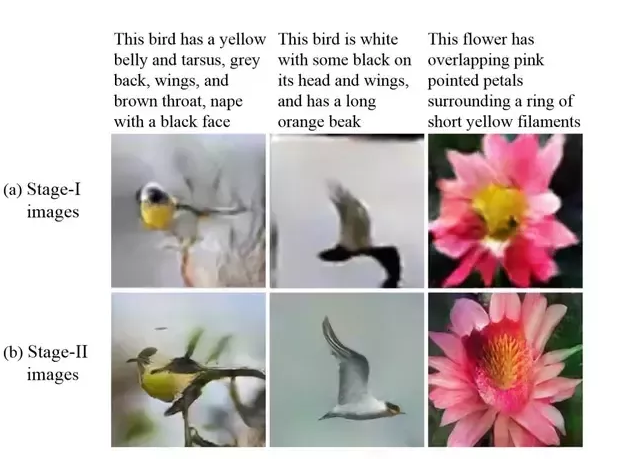 This bird has a yellow
belly and tarsus, grey
back, wings, and
brown throat, nape
with a black face
This bird is white
with some black on
its head and wings,
and has a long
orange beak
This flower has
overlapping pink
pointed petals
surrounding a ring of
short yellow filaments
(a) Stage-I
images
(b) Stage-II
images